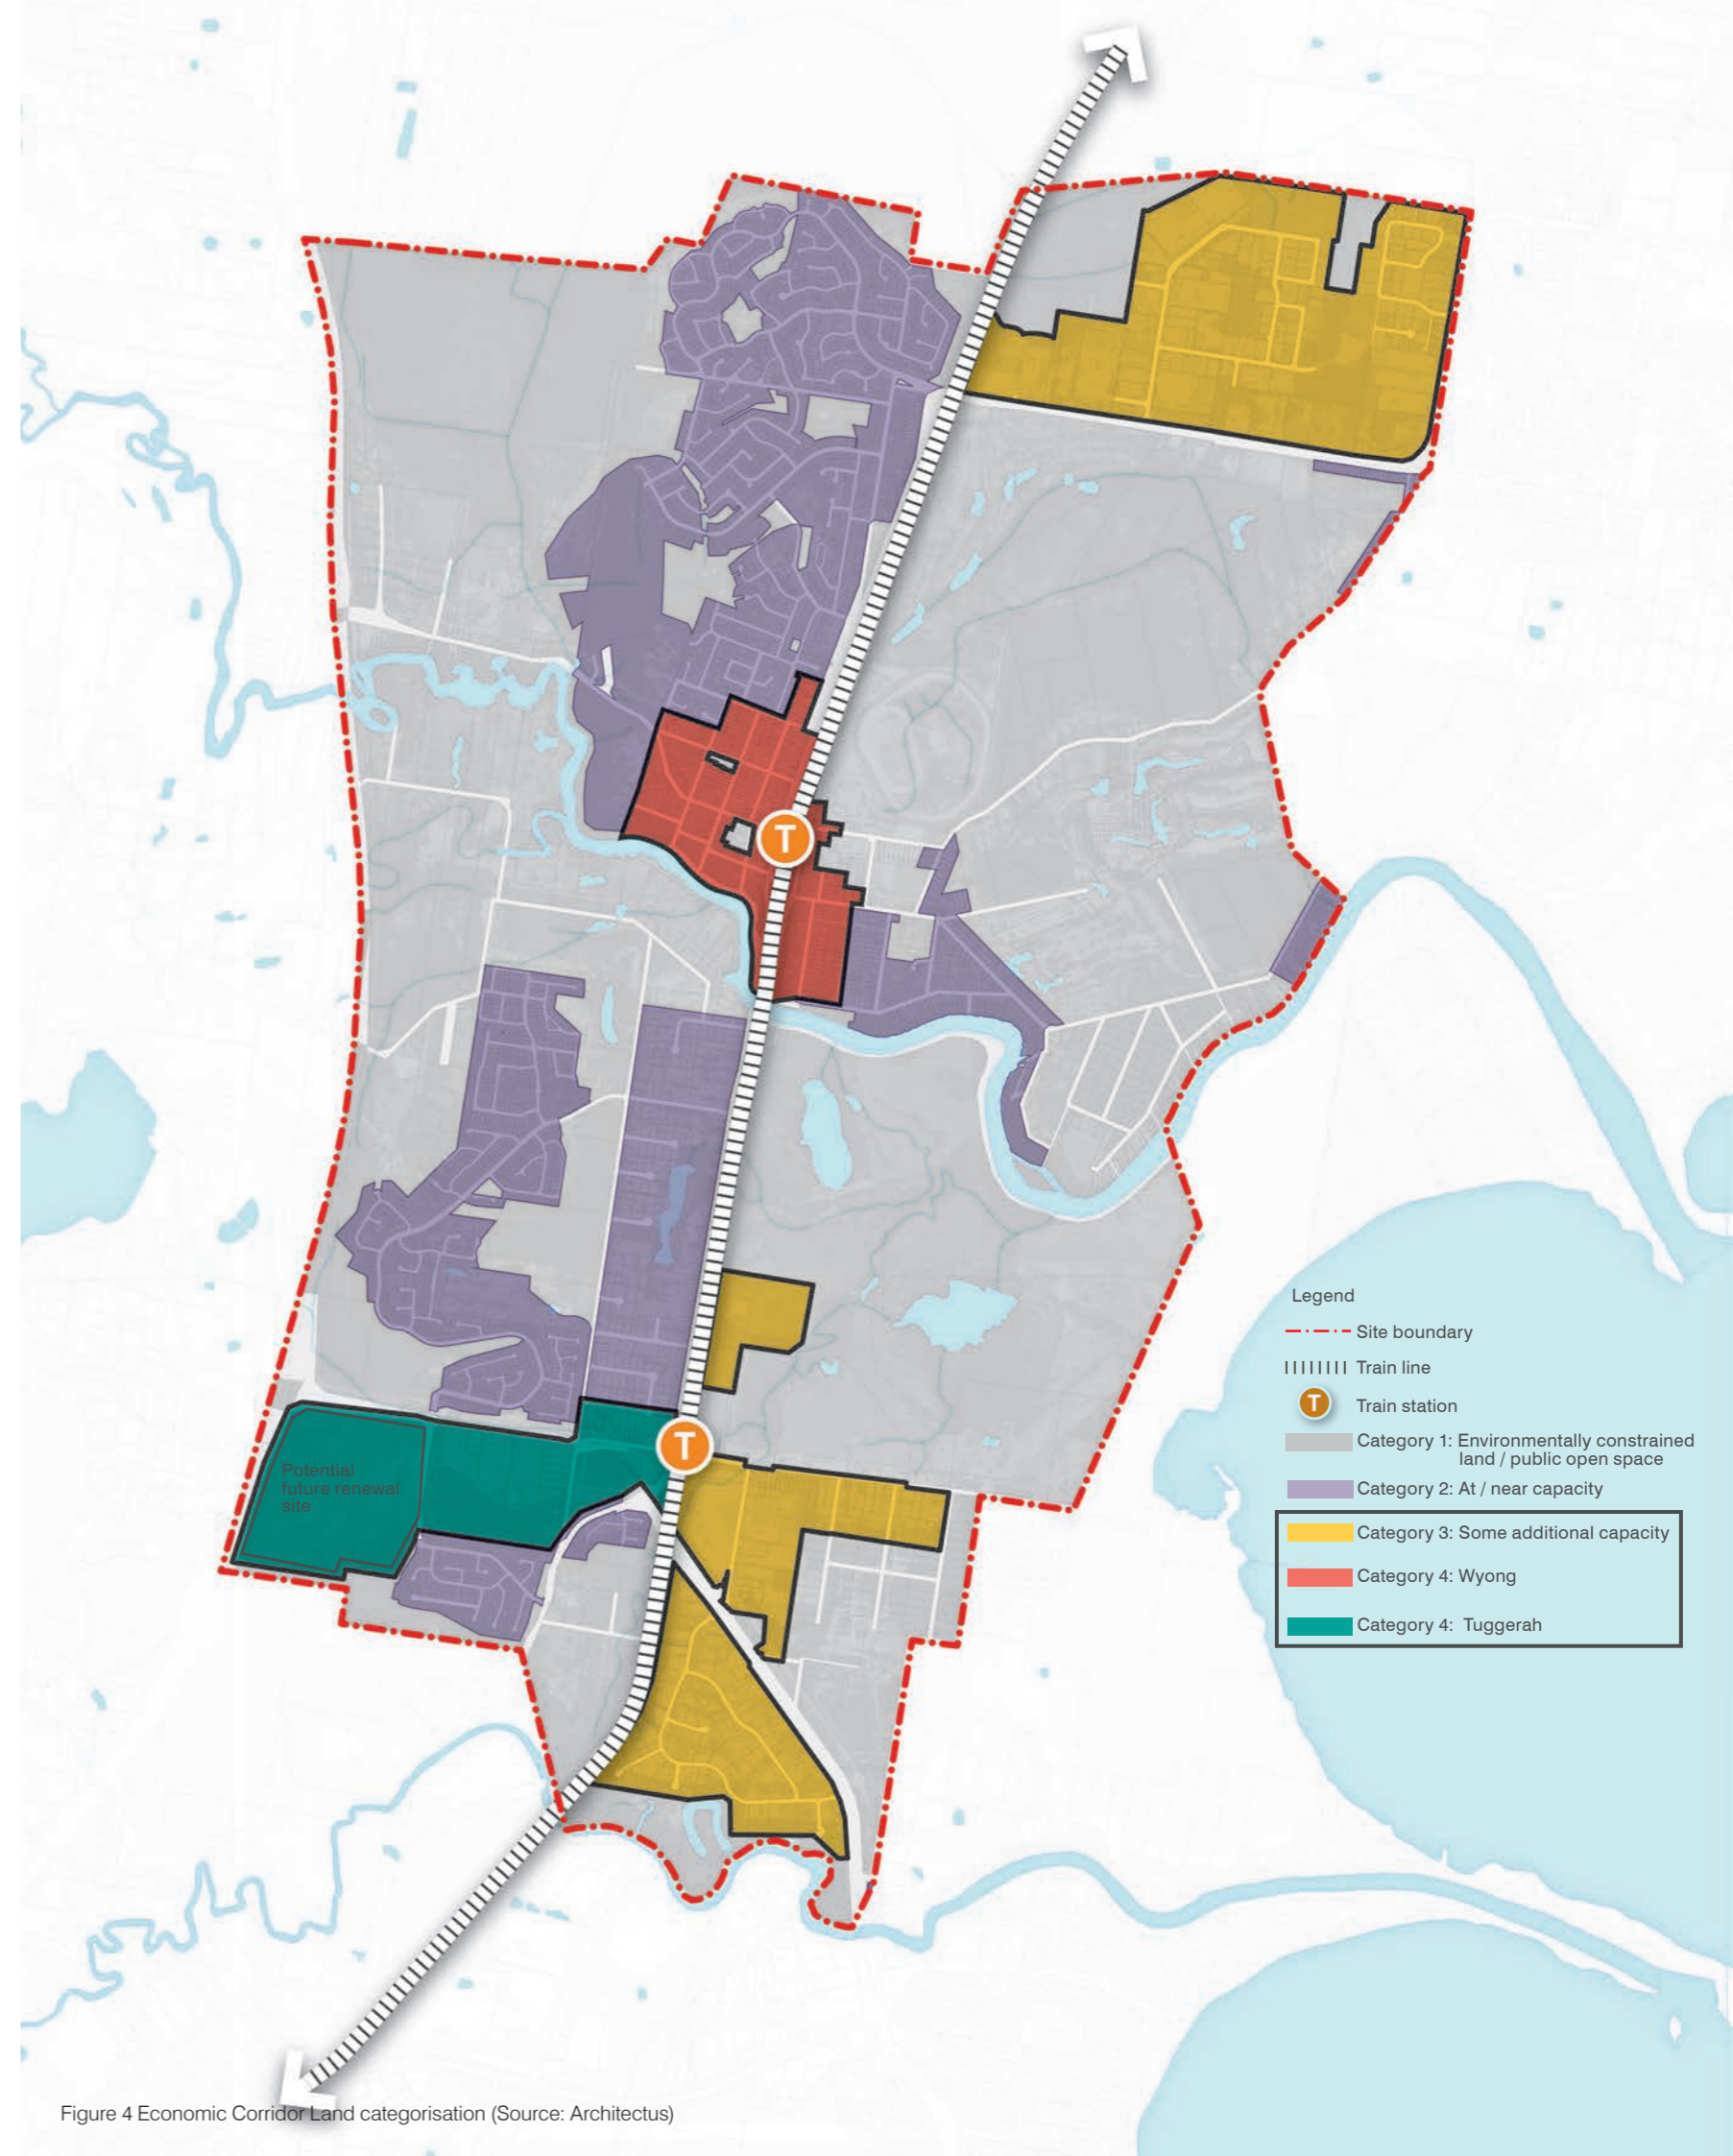 T
T
Potential
future renewal
site
Legend
Site boundary
Train line
T
Train station
Category 1: Environmentally constrained
land / public open space
Category 2: At / near capacity
Category 3: Some additional capacity
Category 4: Wyong
Category 4: Tuggerah
Figure 4 Economic Corridor Land categorisation (Source: Architectus)